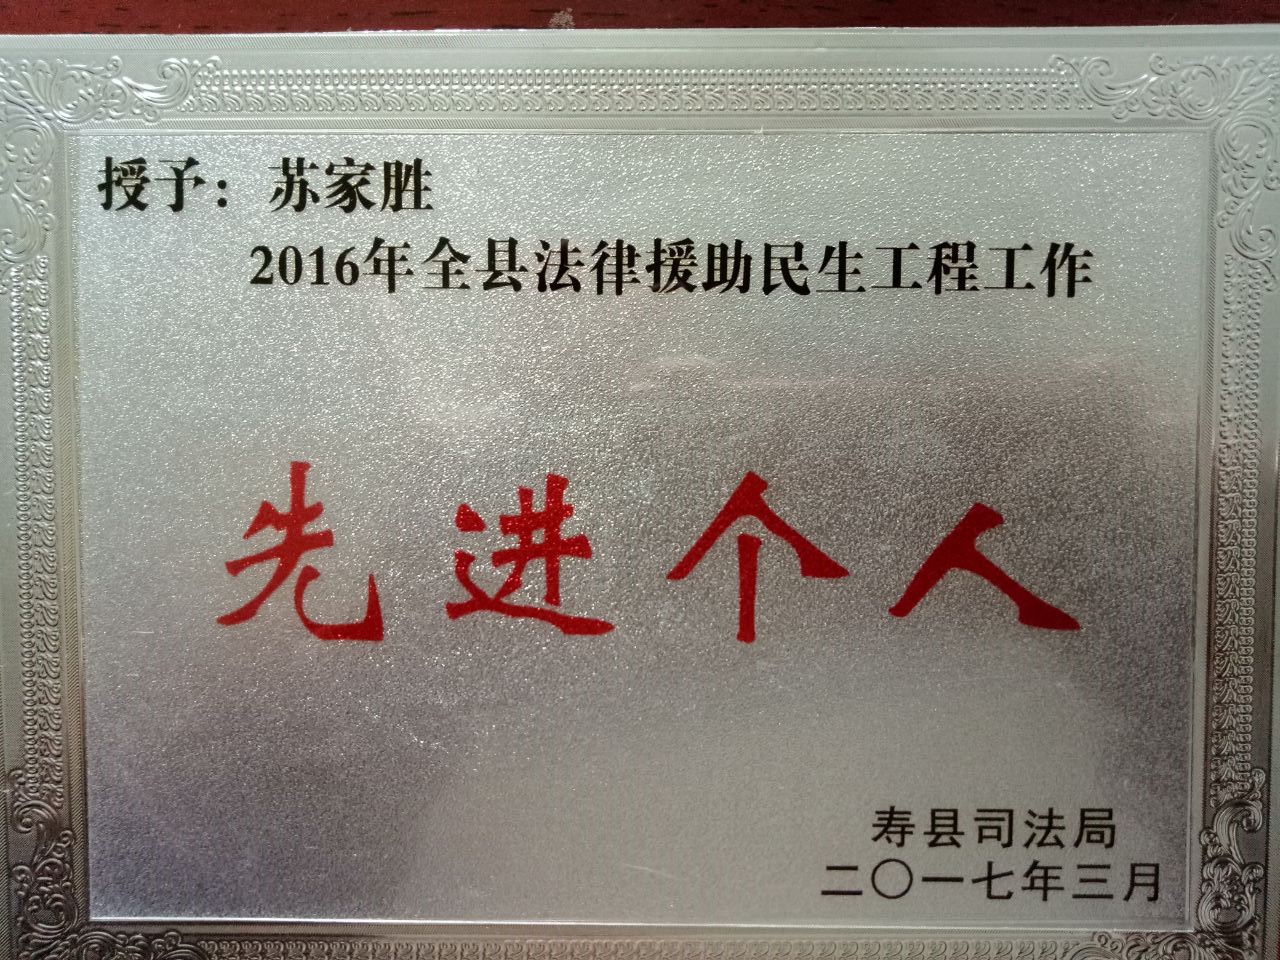 授予：苏家胜
2016年全县法律援助民生工程工作
先进个人
寿县司法局
二〇一七年三月